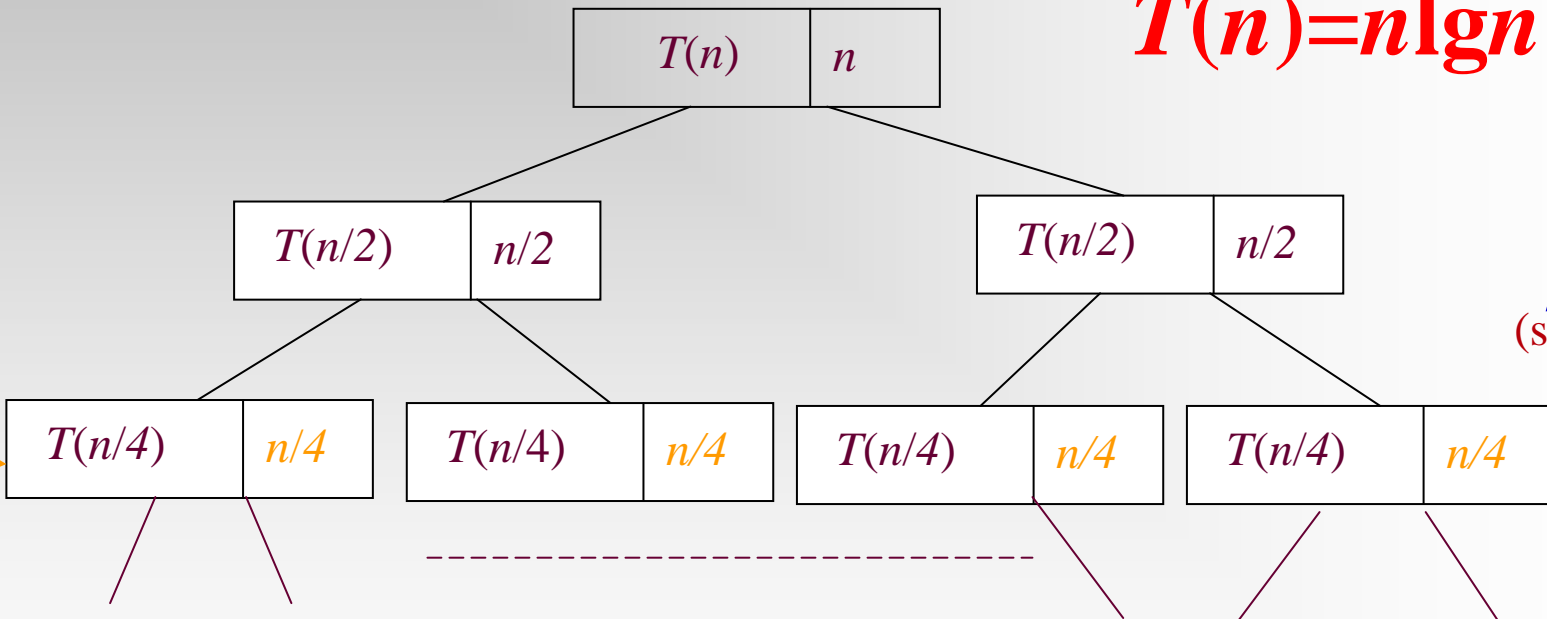 T(n)=nlgn
T(n) n
T(n/2) n/2 T(n/2) n/2
(s
T(n/4) n/4 T(n/4) n/4 T(n/4) n/4 T(n/4) n/4